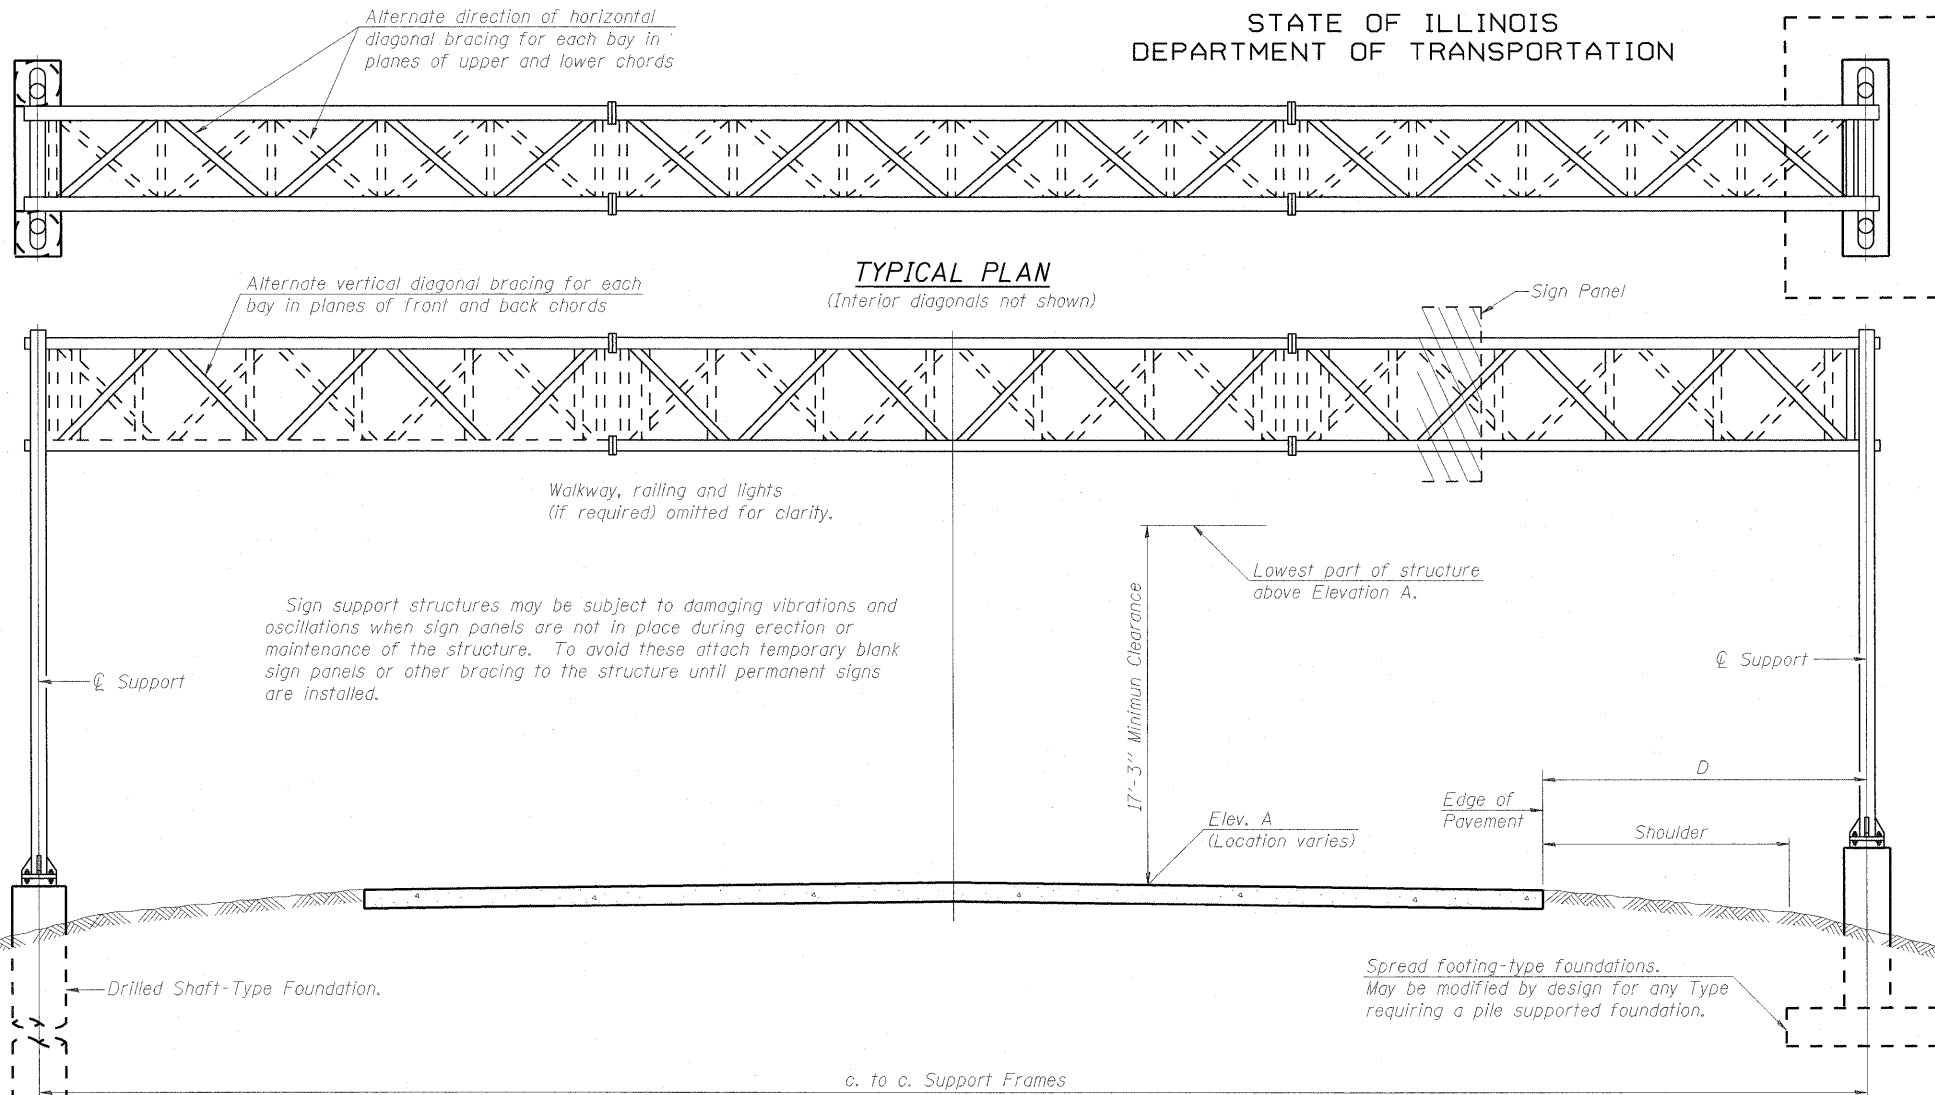 Alternate direction of horizontal
diagonal bracing for each bay in
planes of upper and lower chords
STATE OF ILLINOIS
DEPARTMENT OF TRANSPORTATION
TYPICAL PLAN
(Interior diagonals not shown)
Alternate vertical diagonal bracing for each
bay in planes of front and back chords
Sign Panel
Walkway, railing and lights
(if required) omitted for clarity.
Lowest part of structure
above Elevation A.
Sign support structures may be subject to damaging vibrations and
oscillations when sign panels are not in place during erection or
maintenance of the structure. To avoid these attach temporary blank
sign panels or other bracing to the structure until permanent signs
are installed.
℄ Support
℄ Support
17'-3" Minimun Clearance
D
Edge of
Pavement
Shoulder
Elev. A
(Location varies)
Drilled Shaft-Type Foundation.
Spread footing-type foundations.
May be modified by design for any Type
requiring a pile supported foundation.
c. to c. Support Frames